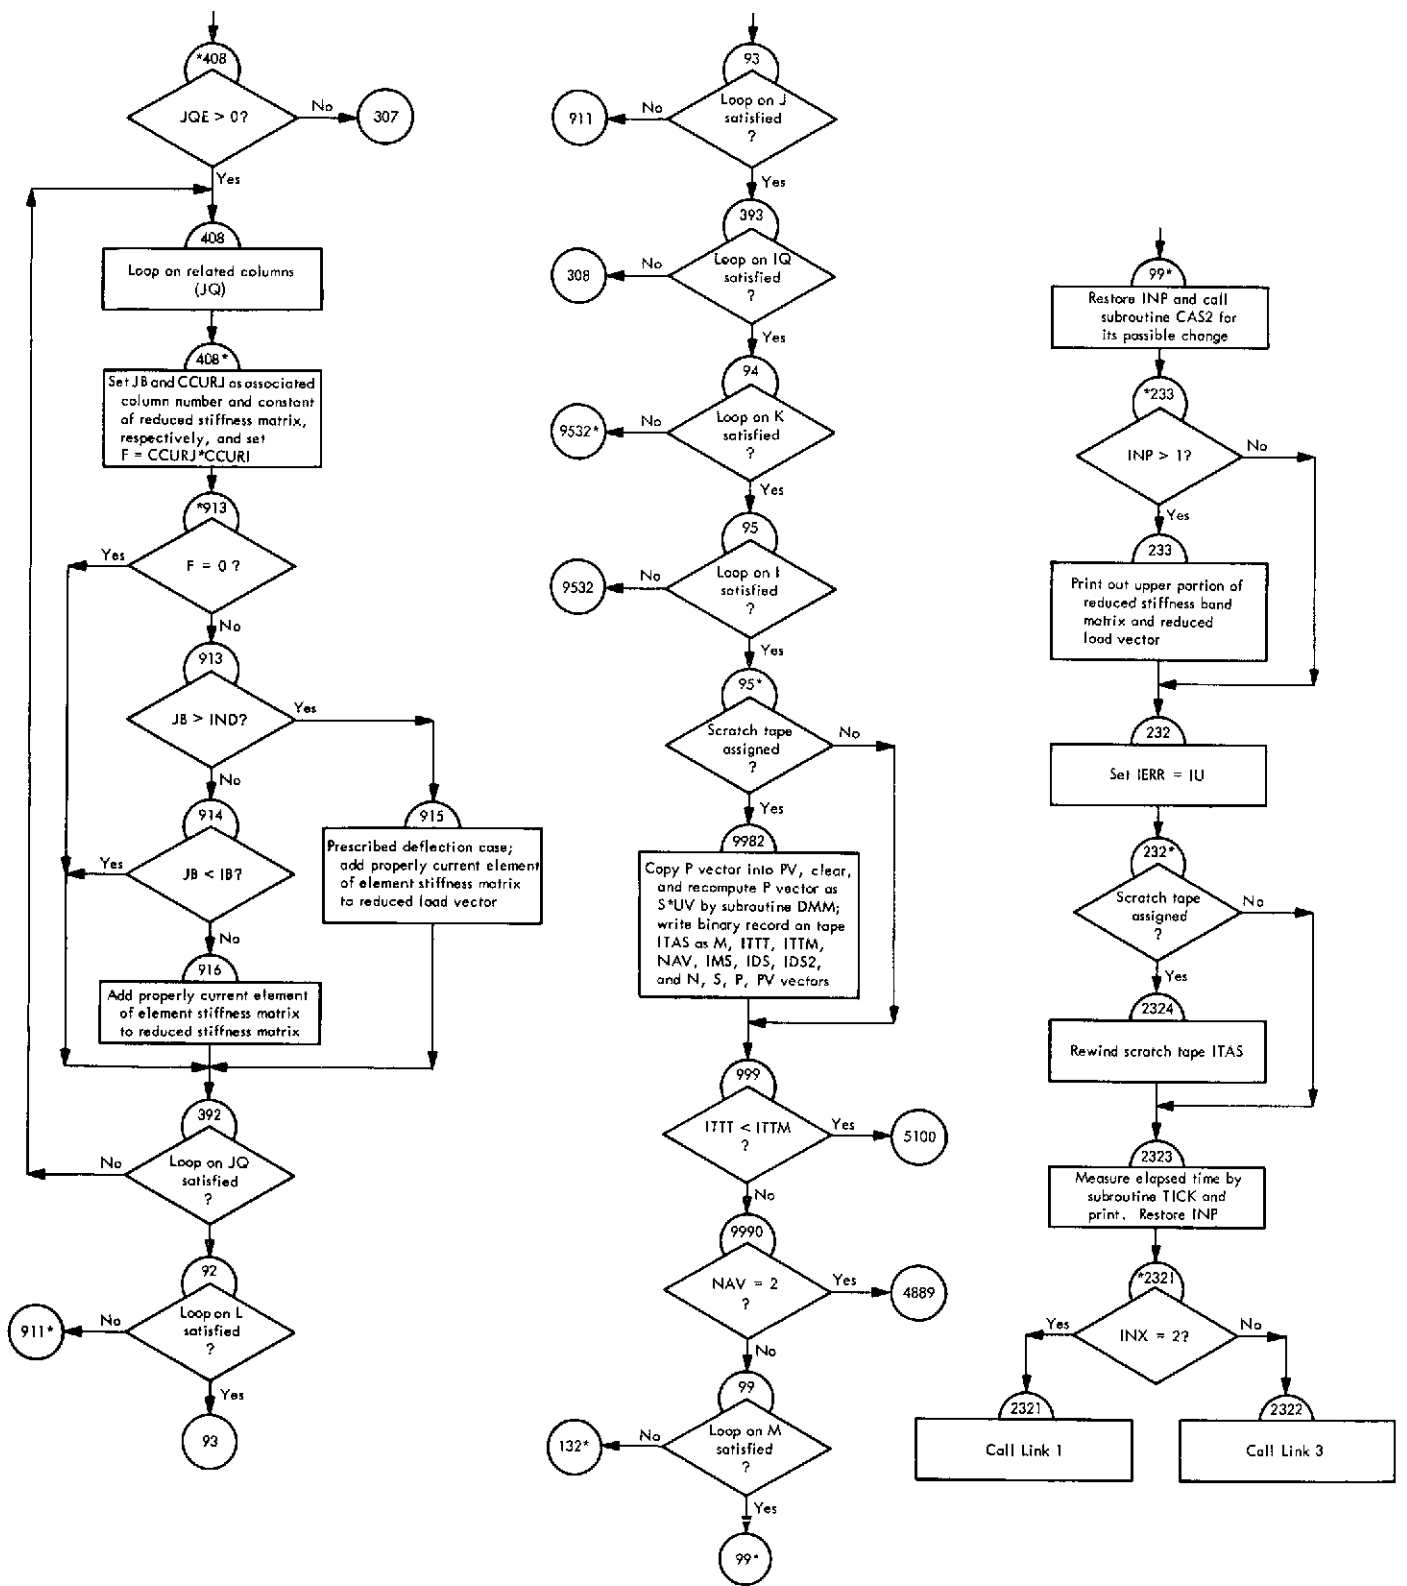 *408
JQE > 0?
No
307
Yes
408
Loop on related columns
(JQ)
408*
Set JB and CCURJ as associated
column number and constant
of reduced stiffness matrix,
respectively, and set
F = CCURJ*CCURI
*913
Yes
F = 0?
No
913
JB > IND?
Yes
No
914
Yes
JB < IB?
No
915
Prescribed deflection case;
add properly current element
of element stiffness matrix
to reduced load vector
916
Add properly current element
of element stiffness matrix
to reduced stiffness matrix
392
No
Loop on JQ
satisfied
?
92
No
911*
Loop on L
satisfied
?
Yes
93
93
Loop on J
satisfied
?
No
911
Yes
393
Loop on IQ
satisfied
?
No
308
Yes
94
Loop on K
satisfied
?
No
9532*
Yes
95
Loop on I
satisfied
?
No
9532
Yes
95*
Scratch tape
assigned
?
No
Yes
9982
Copy P vector into PV, clear,
and recompute P vector as
S*UV by subroutine DMM;
write binary record on tape
ITAS as M, ITTT, ITTM,
NAV, IMS, IDS, IDS2,
and N, S, P, PV vectors
999
ITTT < ITTM
?
Yes
5100
No
9990
NAV = 2
?
Yes
4889
No
99
Loop on M
satisfied
?
No
132*
Yes
99*
99*
Restore INP and call
subroutine CAS2 for
its possible change
*233
INP > 1?
No
Yes
233
Print out upper portion of
reduced stiffness band
matrix and reduced
load vector
232
Set IERR = IU
232*
Scratch tape
assigned
?
No
Yes
2324
Rewind scratch tape ITAS
2323
Measure elapsed time by
subroutine TICK and
print. Restore INP
*2321
Yes
INX = 2?
No
2321
Call Link 1
2322
Call Link 3